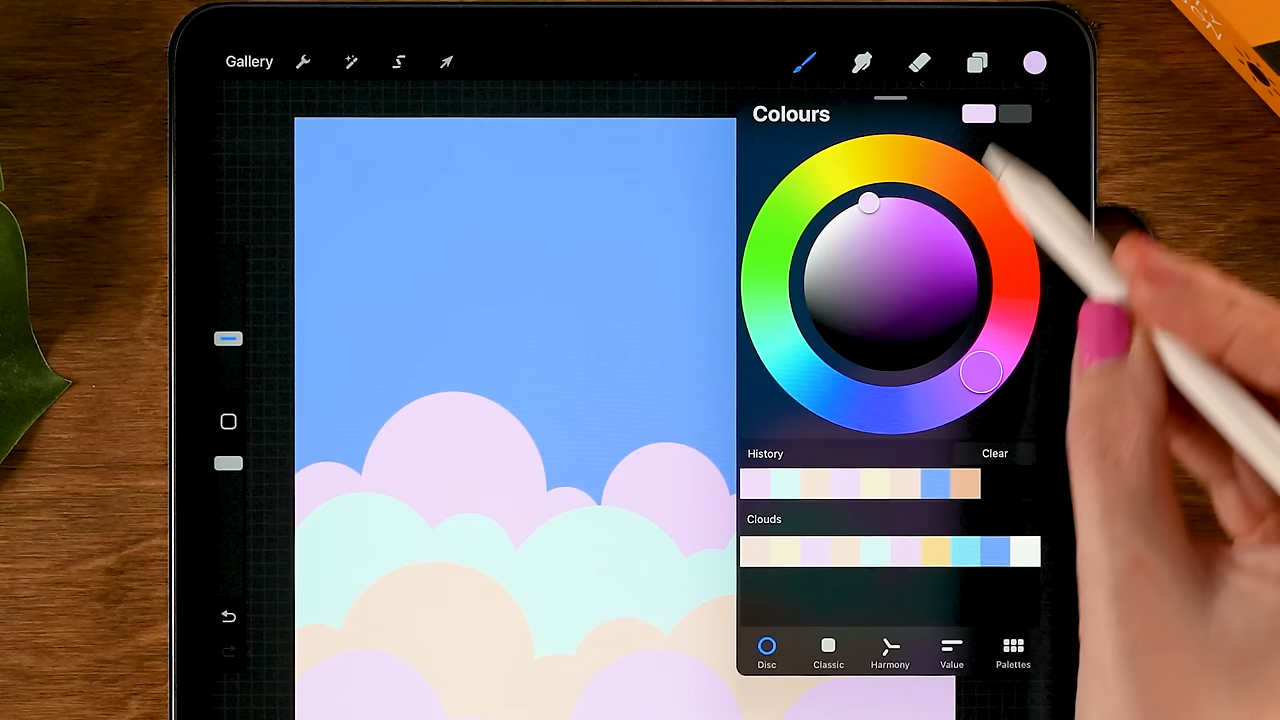 Gallery
Colours
History
Clear
Clouds
Disc
Classic
Harmony
Value
Palettes